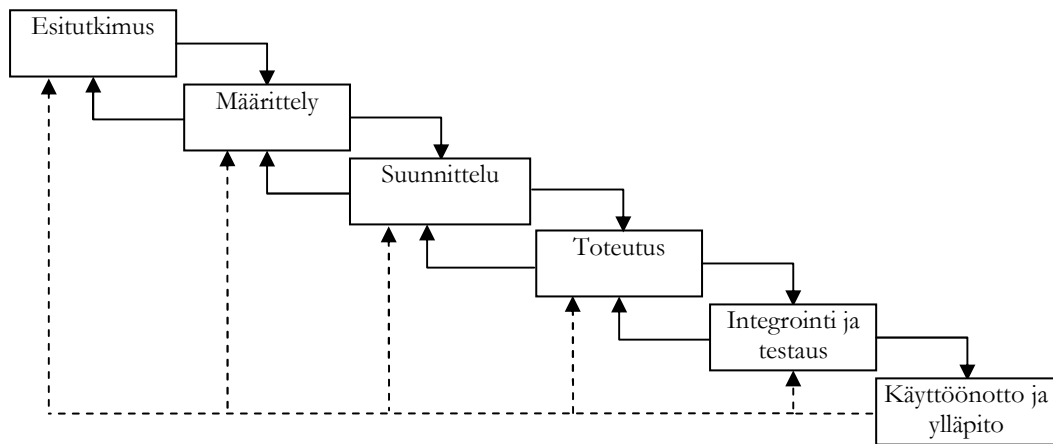 Esitutkimus
Määrittely
Suunnittelu
Toteutus
Integrointi ja
testaus
Käyttöönotto ja
ylläpito